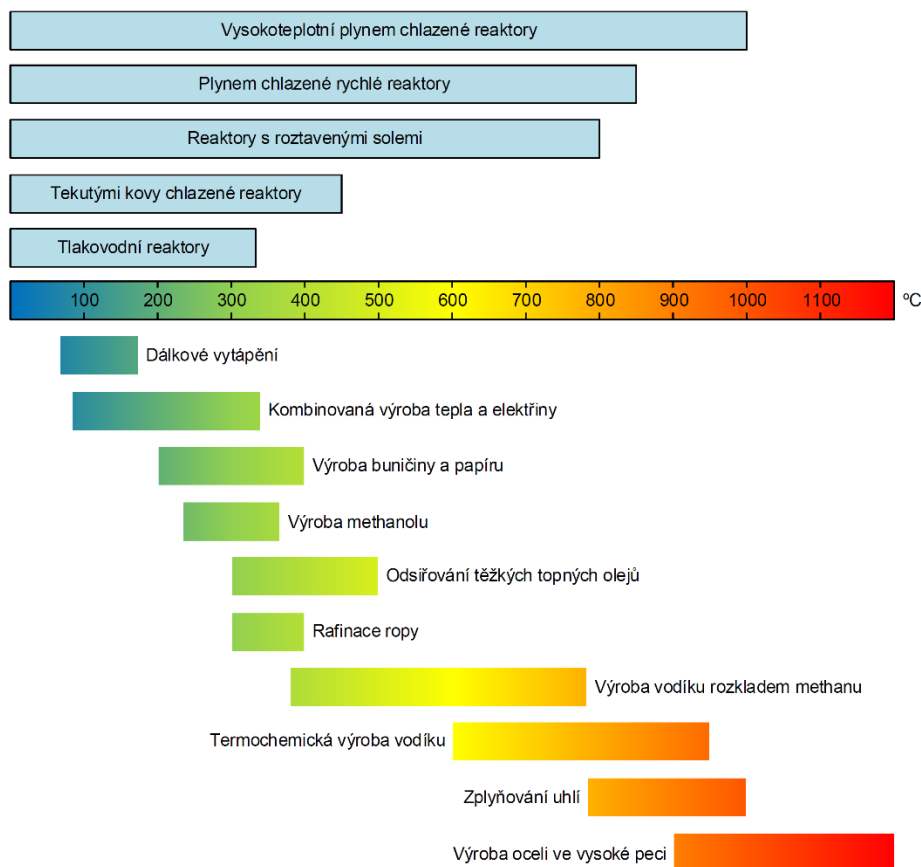 Vysokoteplotní plynem chlazené reaktory
Plynem chlazené rychlé reaktory
Reaktory s roztavenými solemi
Tekutými kovy chlazené reaktory
Tlakovodní reaktory
100 200 300 400 500 600 700 800 900 1000 1100 ºC
Dálkové vytápění
Kombinovaná výroba tepla a elektřiny
Výroba buničiny a papíru
Výroba methanolu
Odsiřování těžkých topných olejů
Rafinace ropy
Výroba vodíku rozkladem methanu
Termochemická výroba vodíku
Zplyňování uhlí
Výroba oceli ve vysoké peci